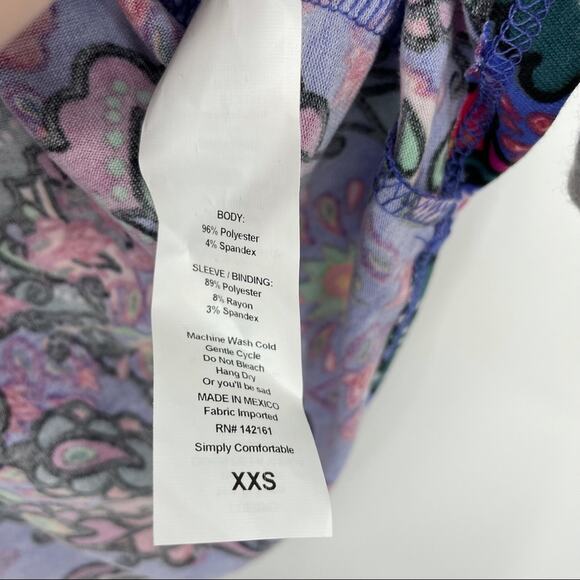 BODY:
96% Polyester
4% Spandex
SLEEVE / BINDING:
89% Polyester
8% Rayon
3% Spandex
Machine Wash Cold
Gentle Cycle
Do Not Bleach
Hang Dry
Or you'll be sad
MADE IN MEXICO
Fabric Imported
RN# 142161
Simply Comfortable
XXS